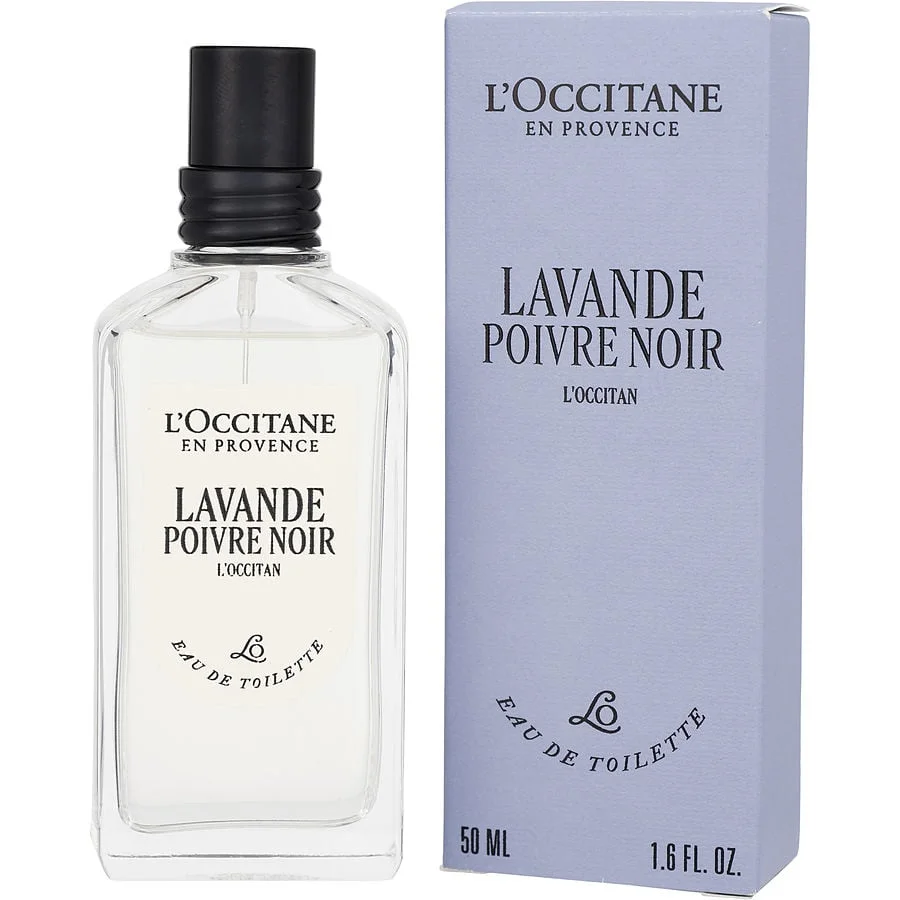 L'OCCITANE
EN PROVENCE
LAVANDE
POIVRE NOIR
L'OCCITAN
LO
EAU DE TOILETTE
L'OCCITANE
EN PROVENCE
LAVANDE
POIVRE NOIR
L'OCCITAN
LO
EAU DE TOILETTE
50 ML
1.6 FL. OZ.